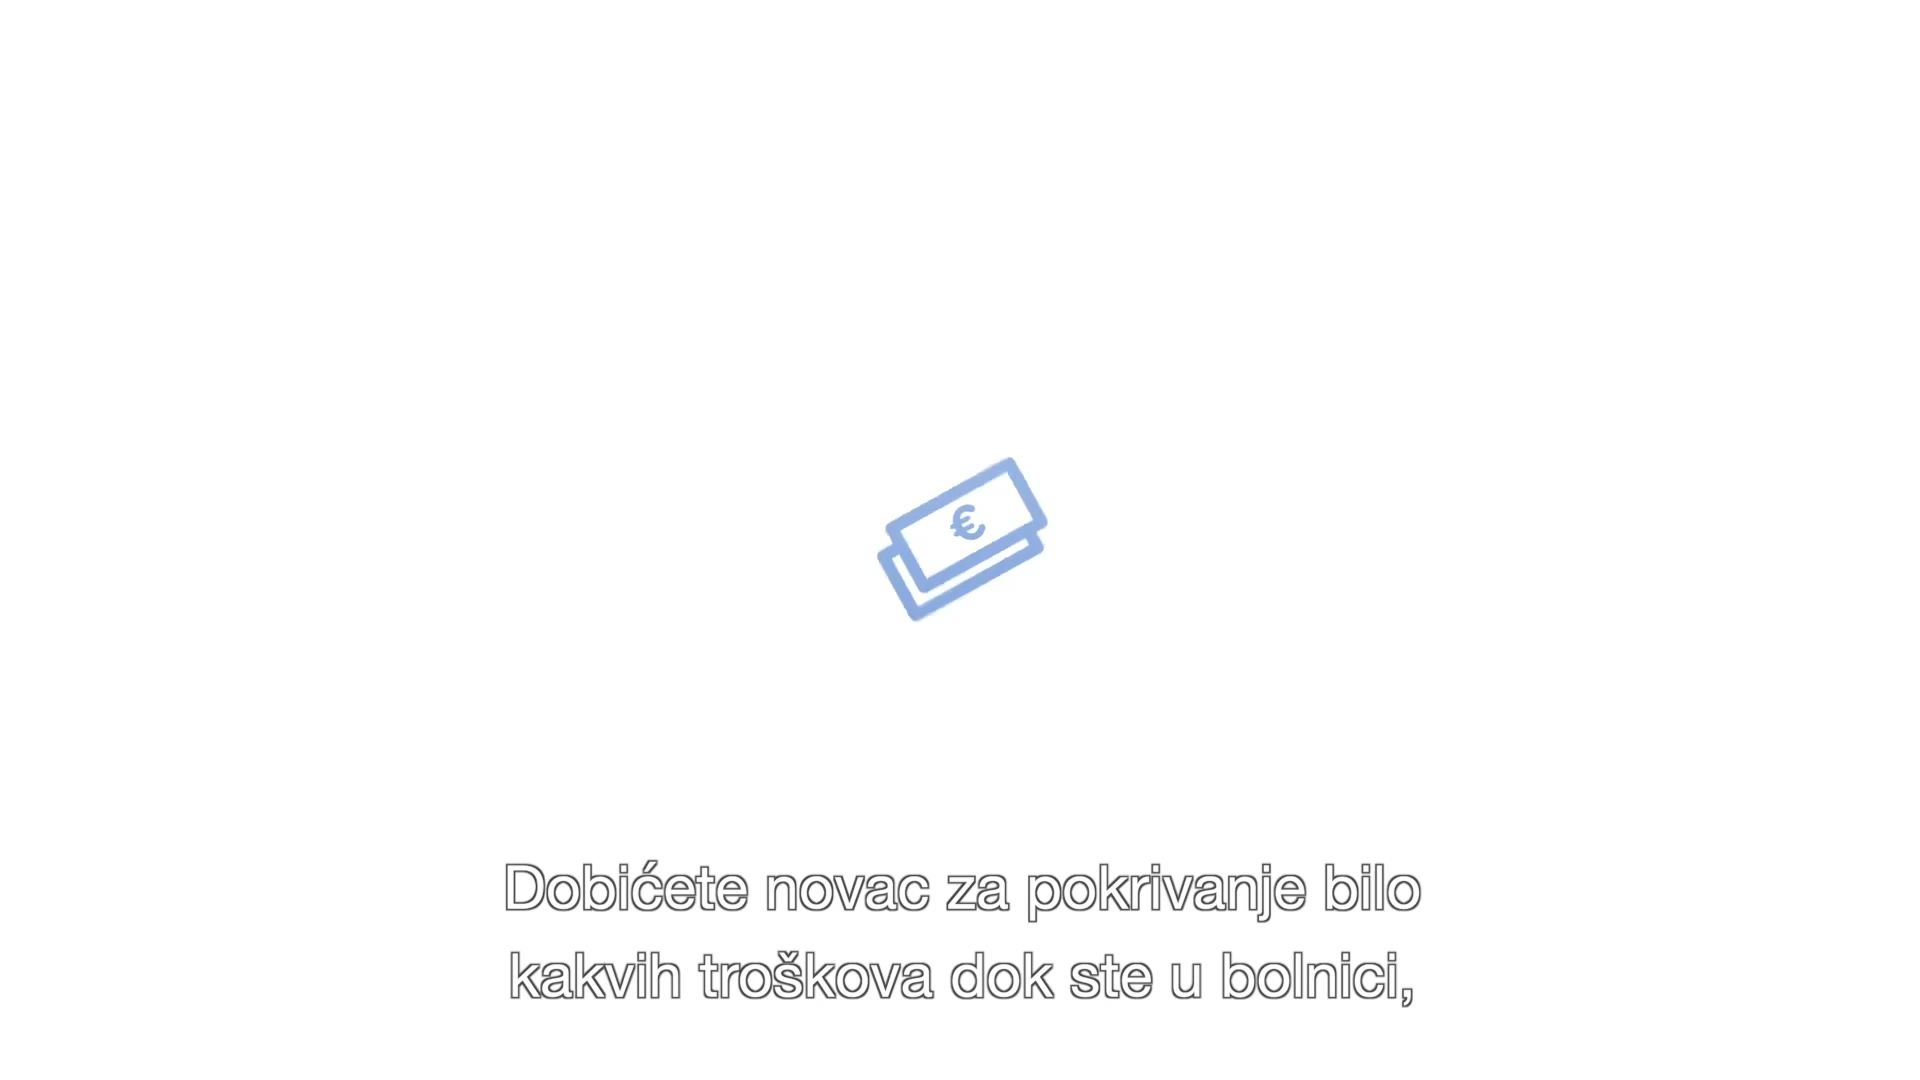 €
Dobićete novac za pokrivanje bilo
kakvih troškova dok ste u bolnici,